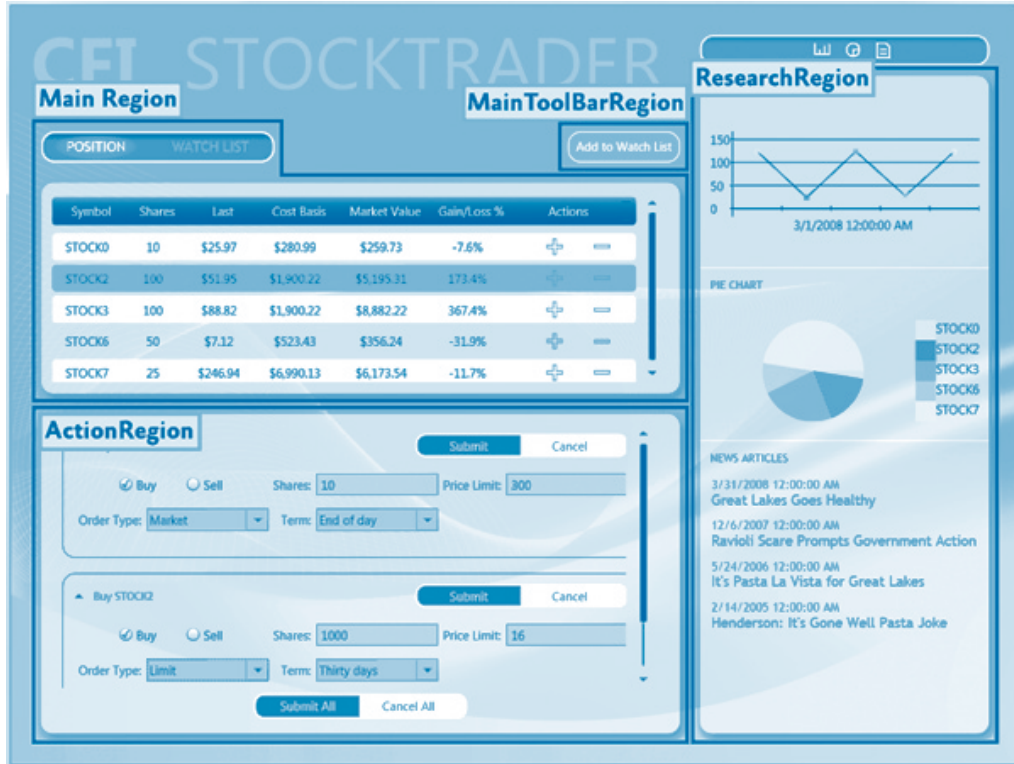 CFI STOCKTRADER
Main Region
MainToolBarRegion
POSITION WATCH LIST
Add to Watch List
Symbol Shares Last Cost Basis Market Value Gain/Loss % Actions
STOCK0 10 $25.97 $280.99 $259.73 -7.6%
STOCK2 100 $51.95 $1,900.22 $5,195.31 173.4%
STOCK3 100 $88.82 $1,900.22 $8,882.22 367.4%
STOCK6 50 $7.12 $523.43 $356.24 -31.9%
STOCK7 25 $246.94 $6,990.13 $6,173.54 -11.7%
ActionRegion
Submit Cancel
Buy Sell Shares: 10 Price Limit: 300
Order Type: Market Term: End of day
Buy STOCK2 Submit Cancel
Buy Sell Shares: 1000 Price Limit: 16
Order Type: Limit Term: Thirty days
Submit All Cancel All
ResearchRegion
150
100
50
0
3/1/2008 12:00:00 AM
PIE CHART
STOCK0
STOCK2
STOCK3
STOCK6
STOCK7
NEWS ARTICLES
3/31/2008 12:00:00 AM
Great Lakes Goes Healthy
12/6/2007 12:00:00 AM
Ravioli Scare Prompts Government Action
5/24/2006 12:00:00 AM
It's Pasta La Vista for Great Lakes
2/14/2005 12:00:00 AM
Henderson: It's Gone Well Pasta Joke